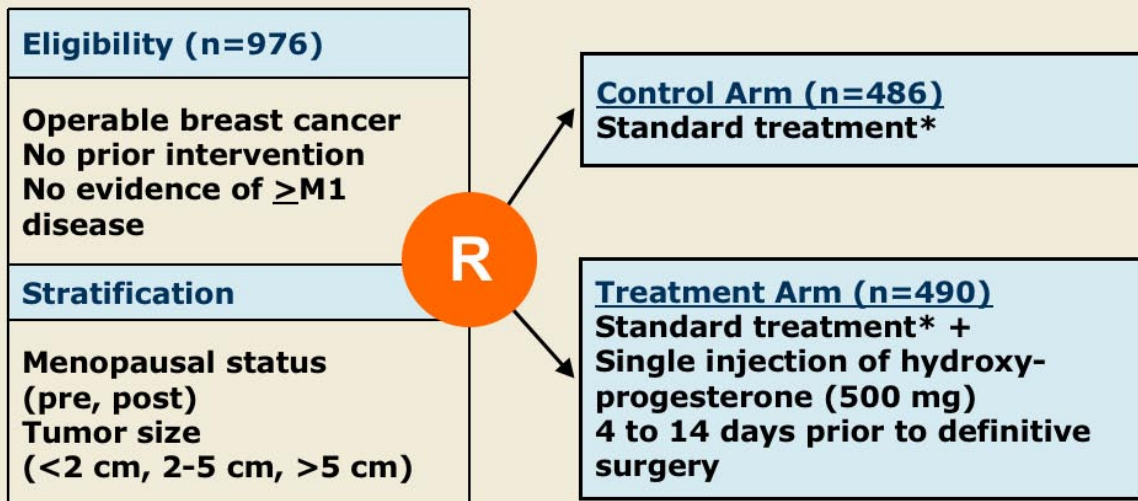 Eligibility (n=976)
Operable breast cancer
No prior intervention
No evidence of >M1
disease
Stratification
Menopausal status
(pre, post)
Tumor size
(<2 cm, 2-5 cm, >5 cm)
R
Control Arm (n=486)
Standard treatment*
Treatment Arm (n=490)
Standard treatment* +
Single injection of hydroxy-
progesterone (500 mg)
4 to 14 days prior to definitive
surgery